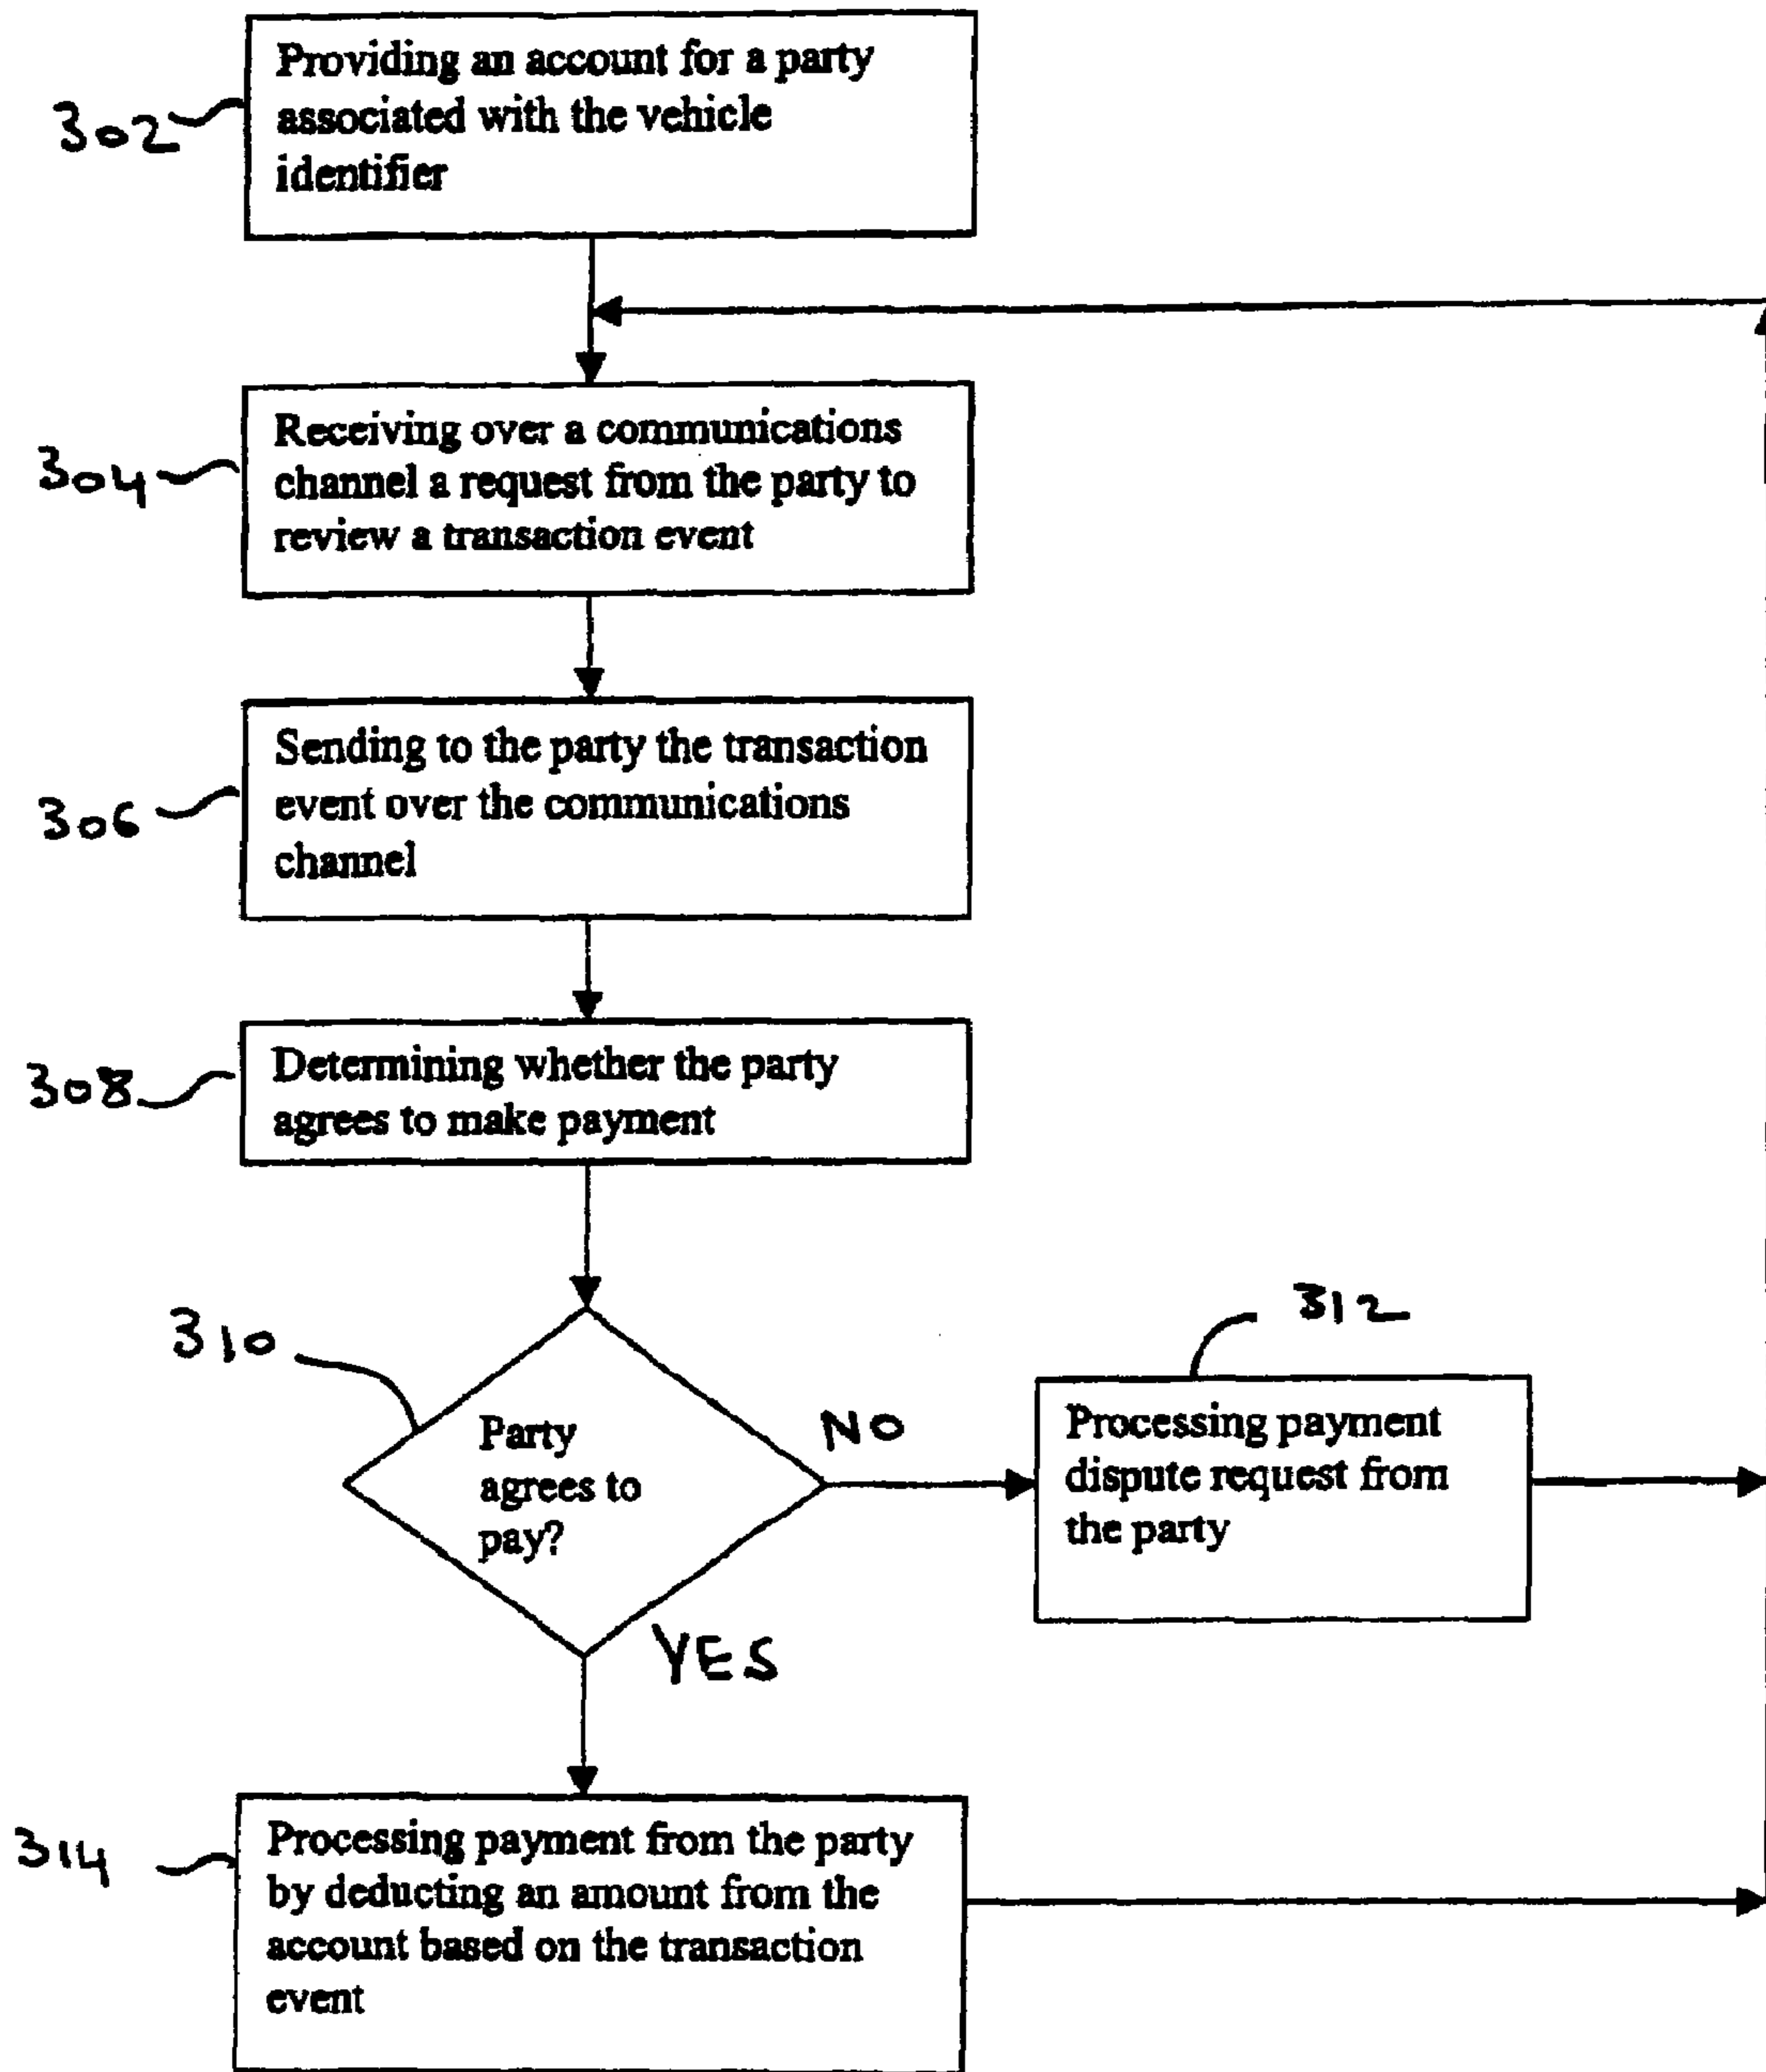 Providing an account for a party
associated with the vehicle
identifier
302
Receiving over a communications
channel a request from the party to
review a transaction event
304
Sending to the party the transaction
event over the communications
channel
306
Determining whether the party
agrees to make payment
308
310
Party
agrees to
pay?
NO
312
Processing payment
dispute request from
the party
YES
314
Processing payment from the party
by deducting an amount from the
account based on the transaction
event